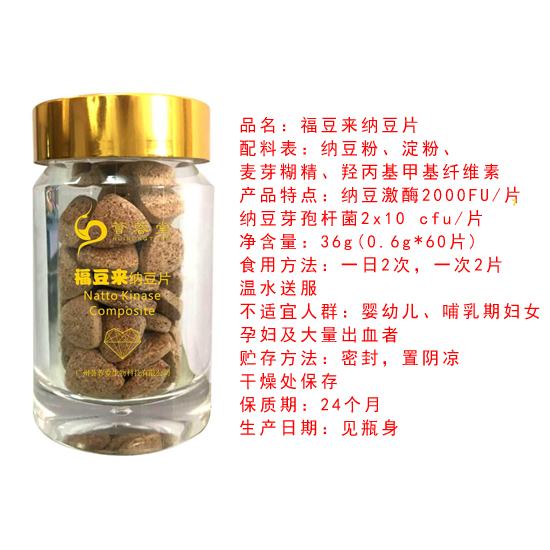 福豆来纳豆片
Natto Kinase
Composite
品名：福豆来纳豆片
配料表：纳豆粉、淀粉、
麦芽糊精、羟丙基甲基纤维素
产品特点：纳豆激酶2000FU/片
纳豆芽孢杆菌2x10 cfu/片
净含量：36g(0.6g*60片)
食用方法：一日2次，一次2片
温水送服
不适宜人群：婴幼儿、哺乳期妇女
孕妇及大量出血者
贮存方法：密封，置阴凉
干燥处保存
保质期：24个月
生产日期：见瓶身